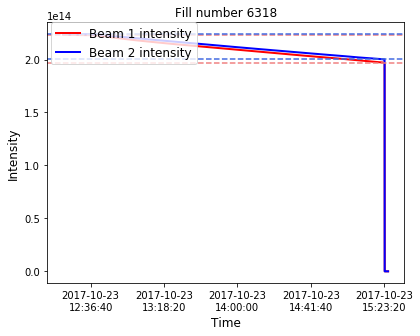 Fill number 6318
1e14
Beam 1 intensity
Beam 2 intensity
2.0
1.5
1.0
0.5
0.0
Intensity
2017-10-23 2017-10-23 2017-10-23 2017-10-23 2017-10-23
12:36:40 13:18:20 14:00:00 14:41:40 15:23:20
Time